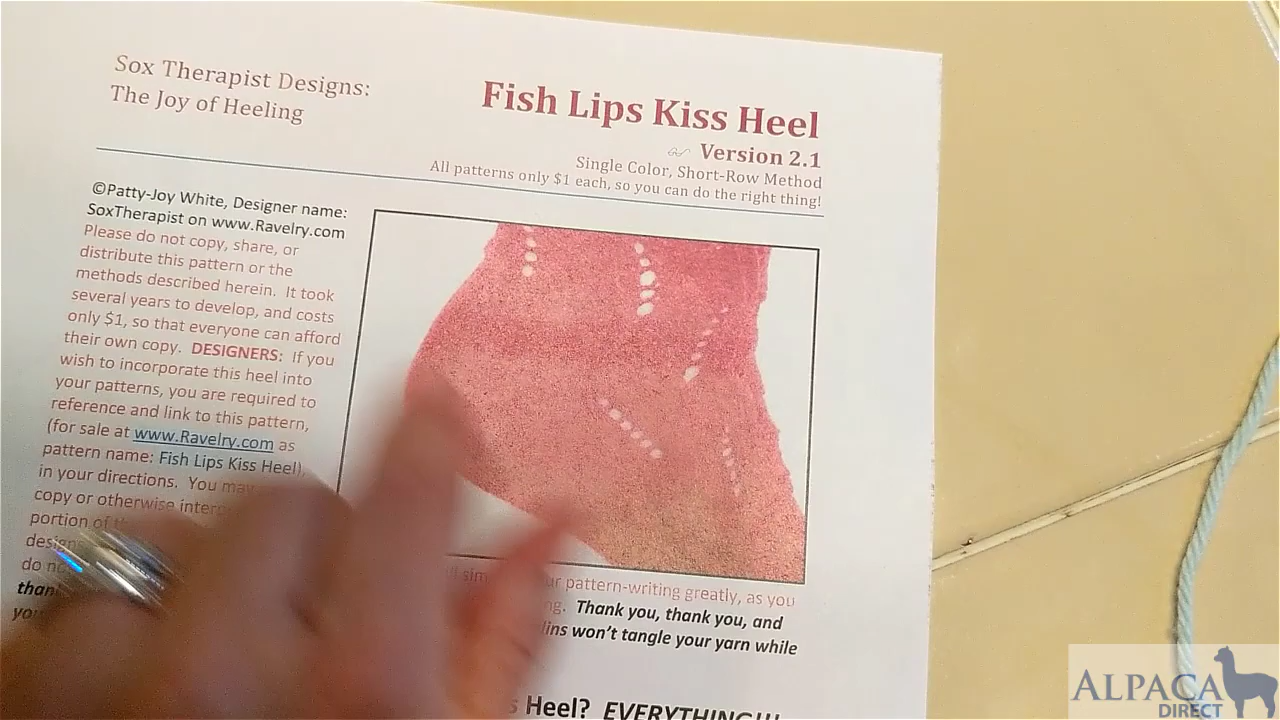 Sox Therapist Designs:
The Joy of Heeling
Fish Lips Kiss Heel
Version 2.1
Single Color, Short-Row Method
All patterns only $1 each, so you can do the right thing!
©Patty-Joy White, Designer name:
SoxTherapist on www.Ravelry.com
Please do not copy, share, or
distribute this pattern or the
methods described herein. It took
several years to develop, and costs
only $1, so that everyone can afford
their own copy. DESIGNERS: If you
wish to incorporate this heel into
your patterns, you are required to
reference and link to this pattern,
(for sale at www.Ravelry.com as
pattern name: Fish Lips Kiss Heel),
in your directions. You may
copy or otherwise
portion of
do
pattern-writing greatly, as you
Thank you, thank you, and
won't tangle your yarn while
Heel? EVERYTHING!!!
ALPACA
DIRECT